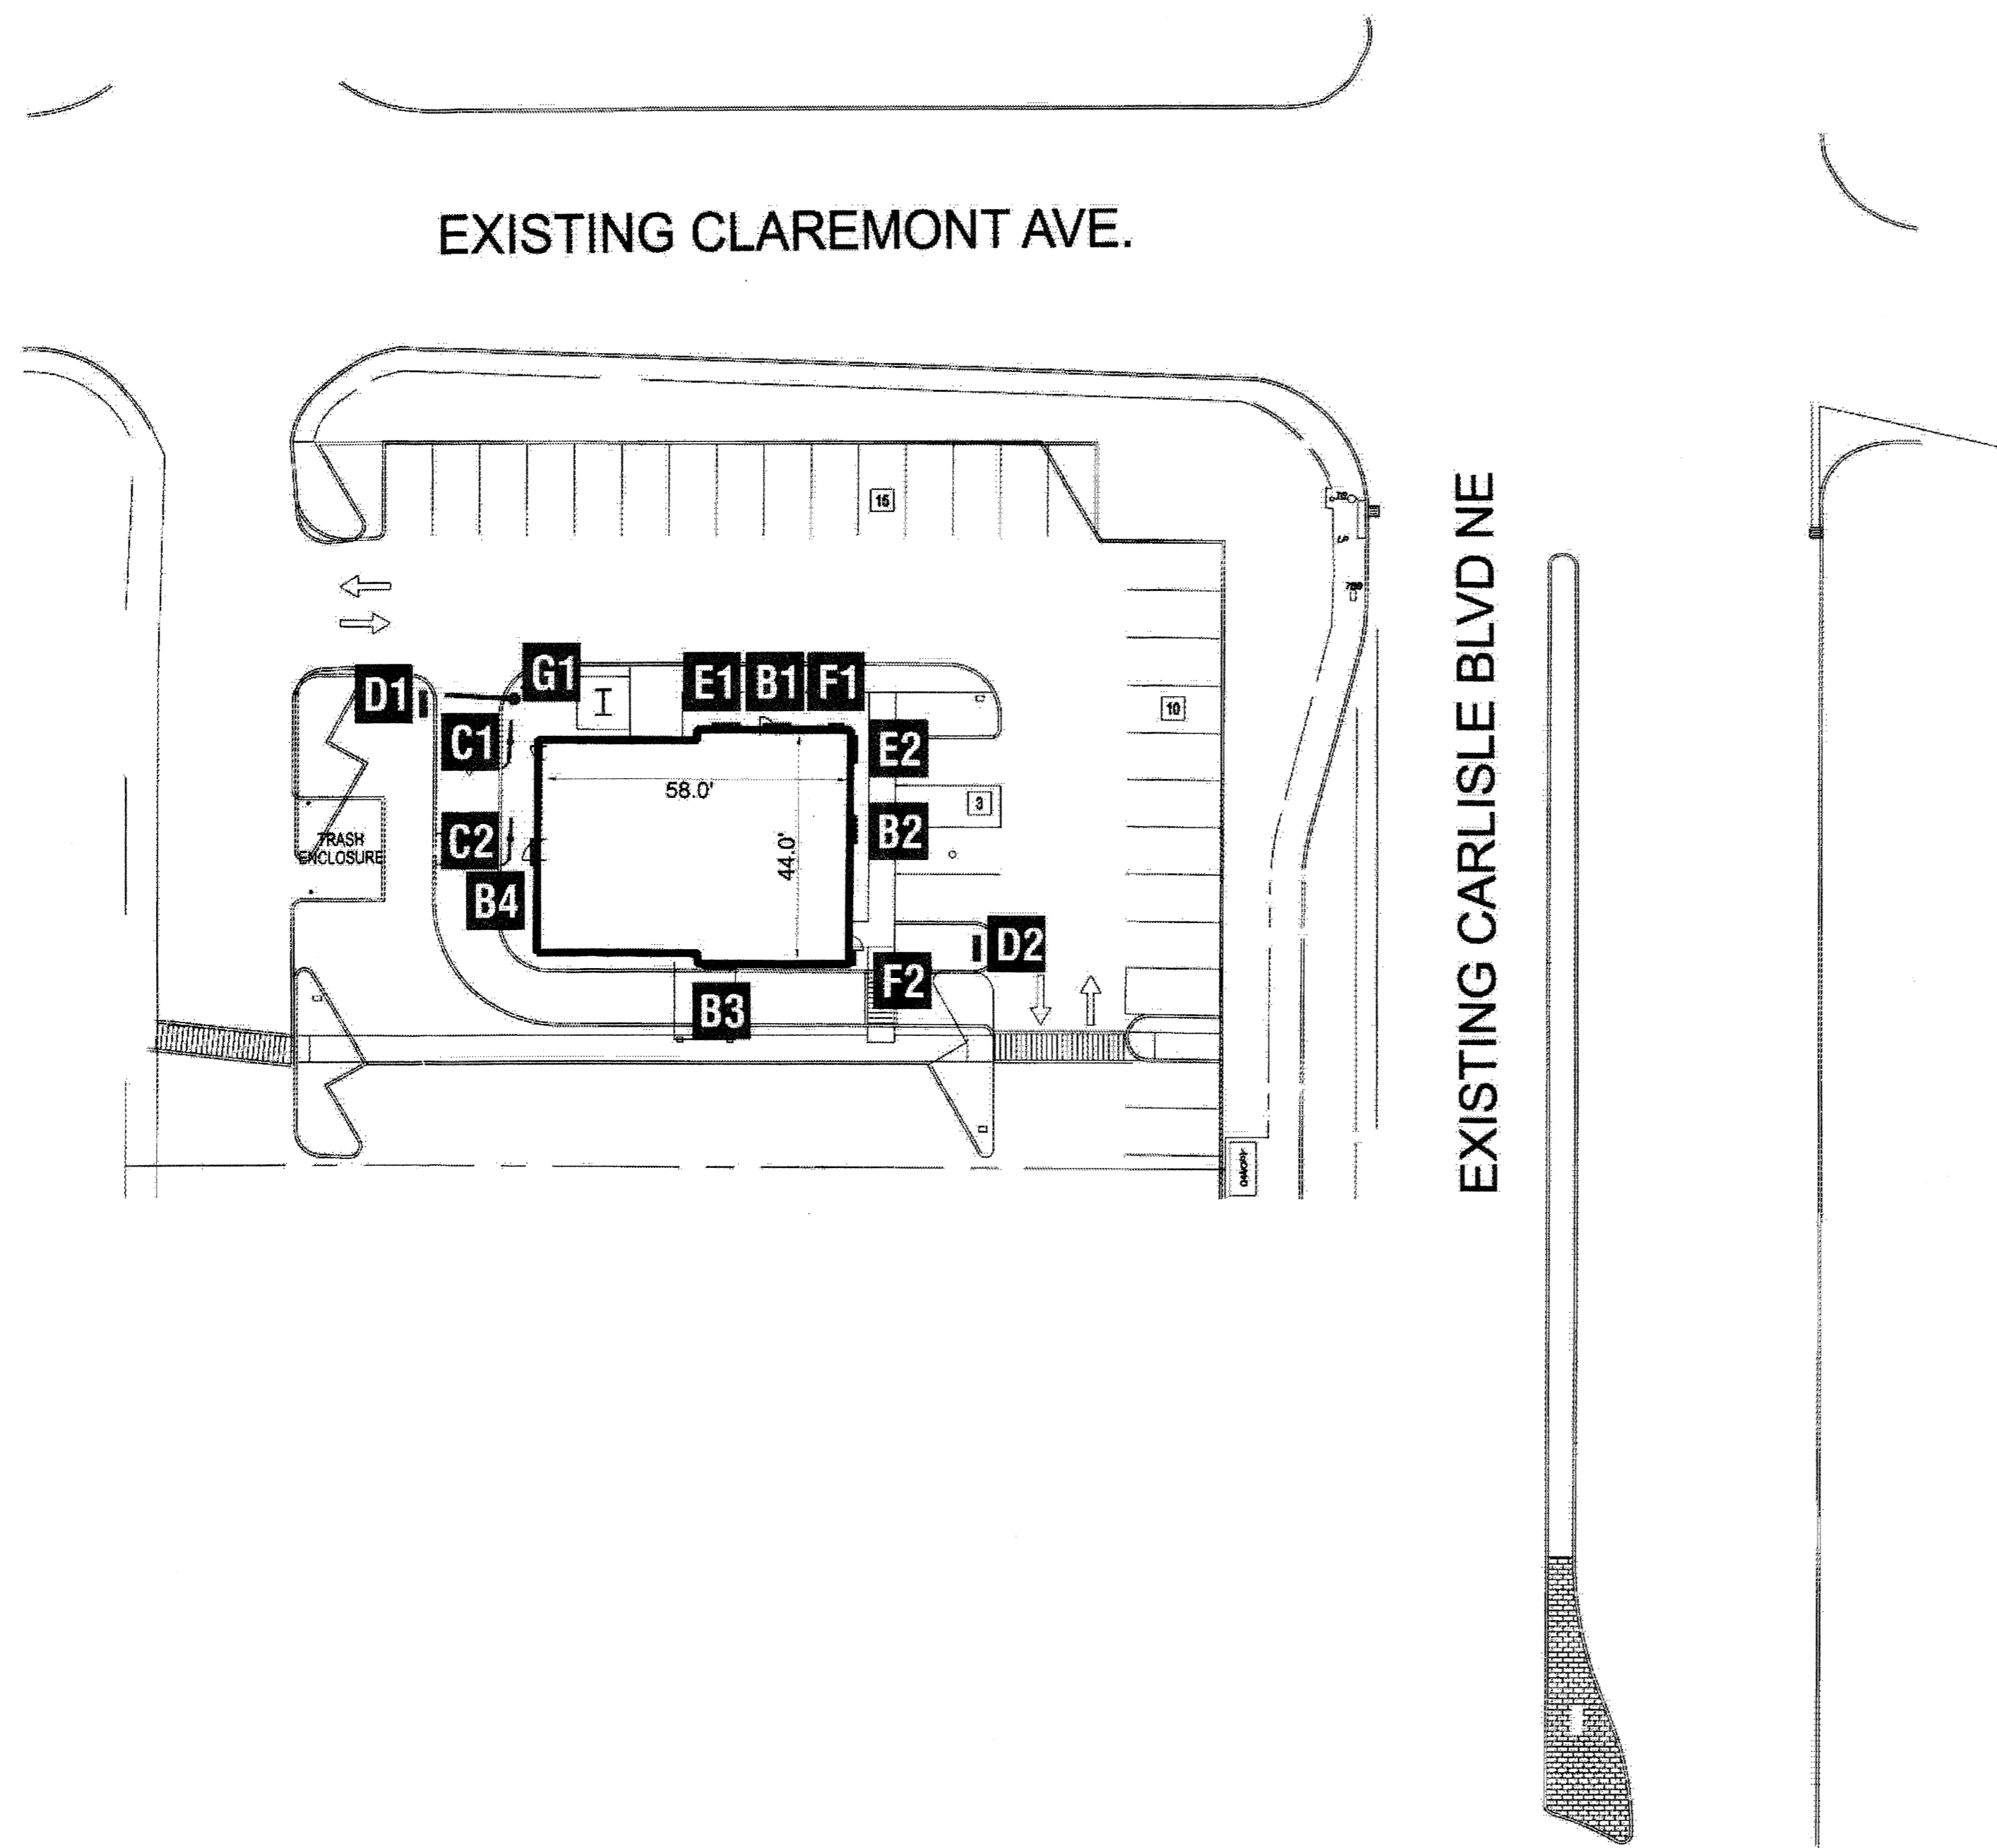 EXISTING CLAREMONT AVE.
15
EXISTING CARLISLE BLVD NE
G1
D1
E1
B1
F1
10
C1
E2
58.0'
3
C2
TRASH
ENCLOSURE
44.0'
B2
B4
D2
F2
B3
CANOPY